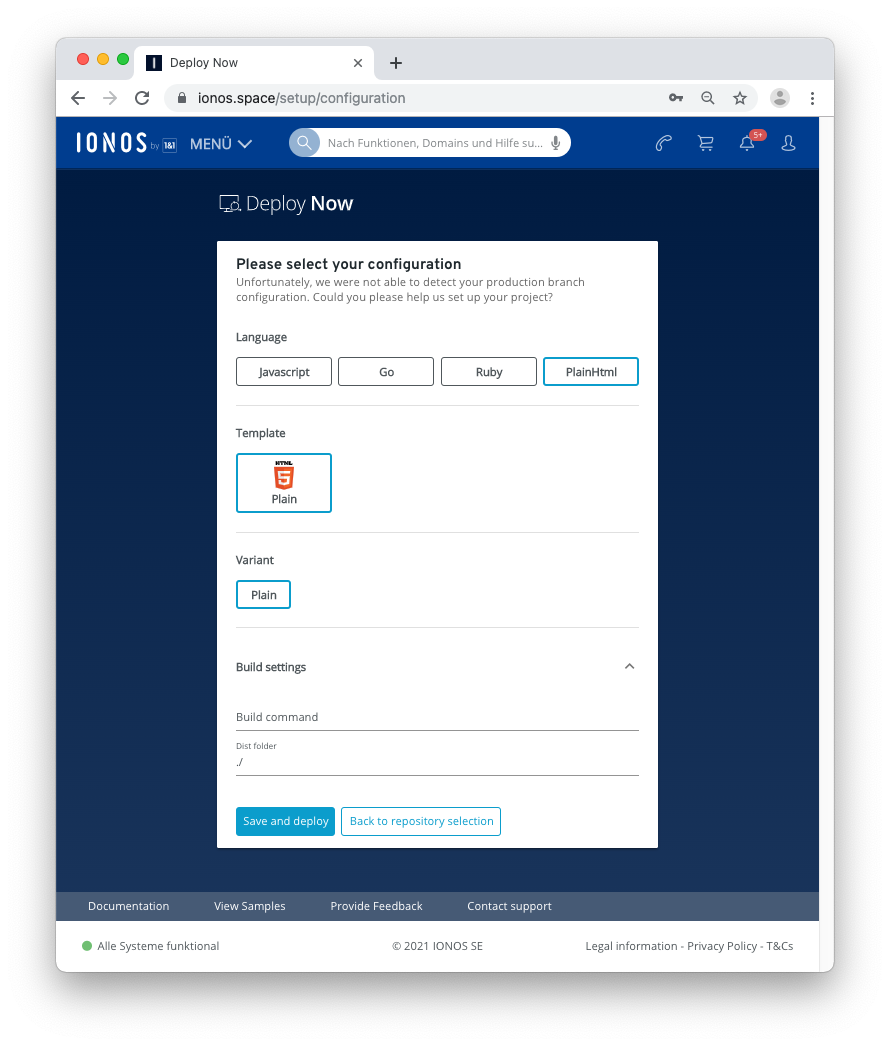 Deploy Now
ionos.space/setup/configuration
IONOS by 1&1 MENÜ Nach Funktionen, Domains und Hilfe su... 5+
Deploy Now
Please select your configuration
Unfortunately, we were not able to detect your production branch
configuration. Could you please help us set up your project?
Language
Javascript Go Ruby PlainHtml
Template
HTML
5
Plain
Variant
Plain
Build settings
Build command
Dist folder
./
Save and deploy Back to repository selection
Documentation View Samples Provide Feedback Contact support
Alle Systeme funktional © 2021 IONOS SE Legal information - Privacy Policy - T&Cs